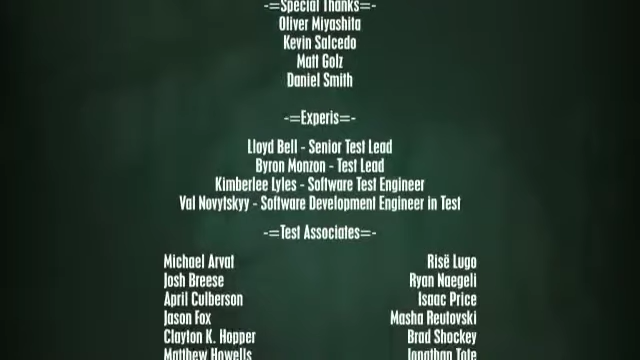 -=Special Thanks=-
Oliver Miyashita
Kevin Salcedo
Matt Golz
Daniel Smith
-=Experis=-
Lloyd Bell - Senior Test Lead
Byron Monzon - Test Lead
Kimberlee Lyles - Software Test Engineer
Val Novytskyy - Software Development Engineer in Test
-=Test Associates=-
Michael Arvat Risë Lugo
Josh Breese Ryan Naegeli
April Culberson Isaac Price
Jason Fox Masha Reutovski
Clayton K. Hopper Brad Shockey
Matthew Howells Jonathan Tote